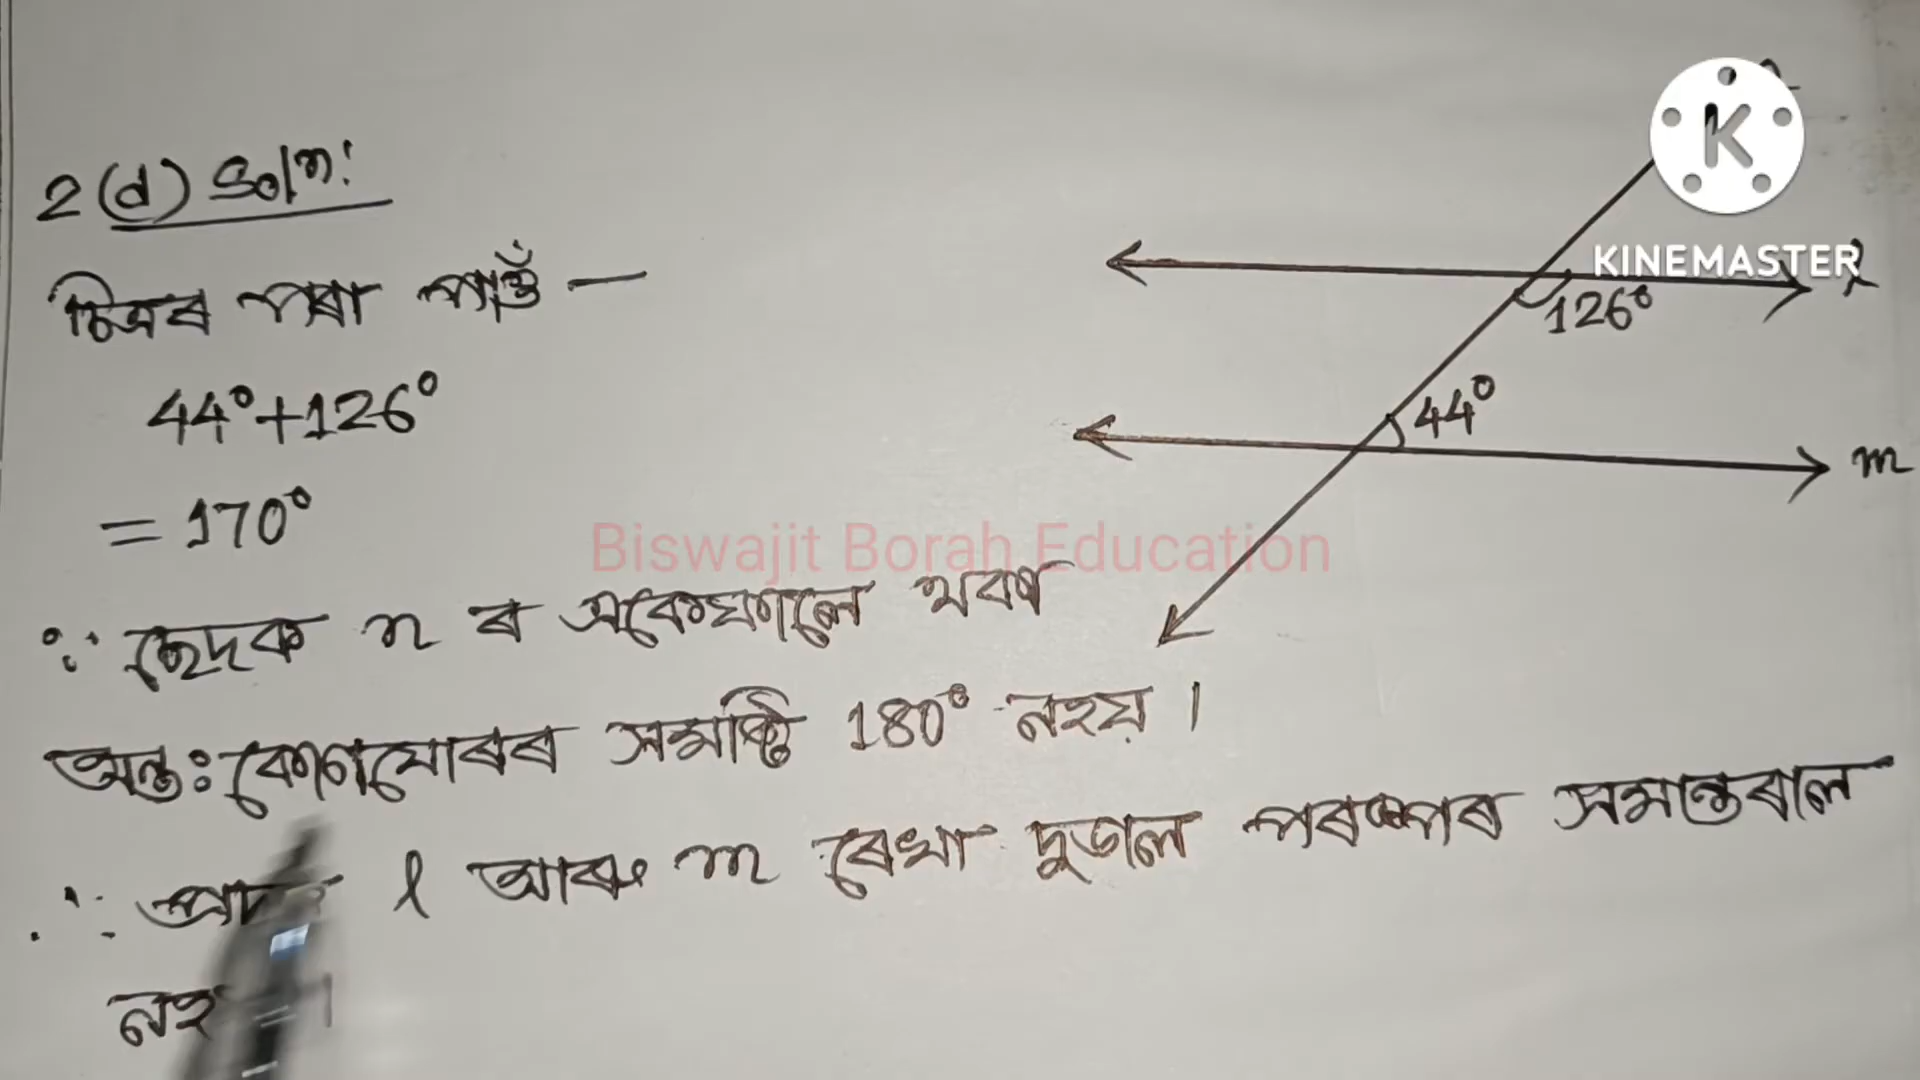 2 (d) Soln:
চিত্ৰৰ পৰা পাওঁ —
44° + 126°
= 170°
∵ ছেদক n ৰ একেফালে থকা
অন্তঃকোণযোৰৰ সমষ্টি 180° নহয়।
∴ l আৰু m ৰেখা দুডাল পৰস্পৰ সমান্তৰাল
126°
44°
l
m
K
KINEMASTER
Biswajit Borah Education